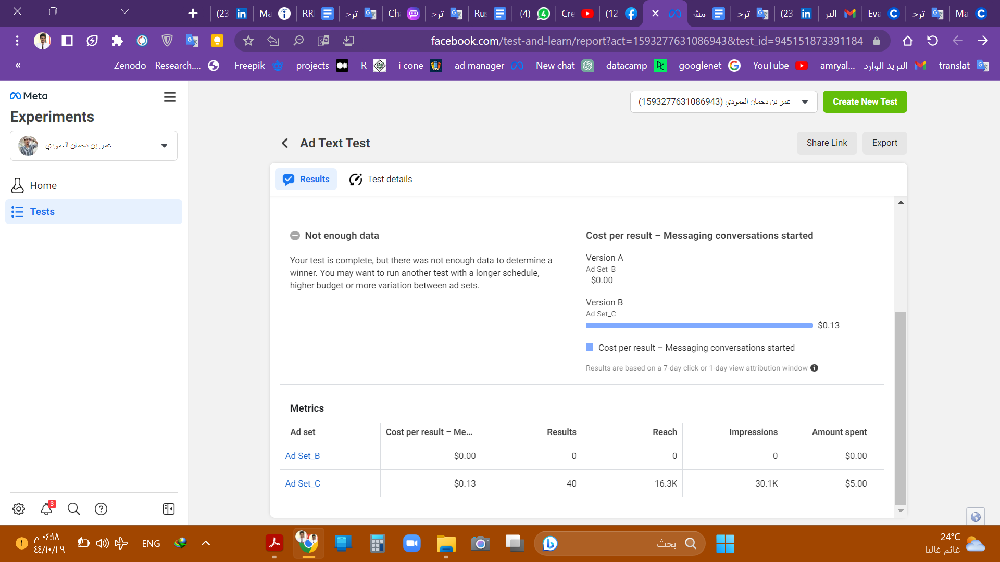 (23
Ma
RR
ترج
Ch
ترج
Rus
(4)
4
Cre
(12
مش
ترج
(23
البر
Eva
ترج
Ma
facebook.com/test-and-learn/report?act=1593277631086943&test_id=945151873391184
«
Zenodo - Research....
Freepik
projects
R
i cone
ad manager
New chat
datacamp
googlenet
YouTube
البريد الوارد - ...amryal
translat
Meta
Experiments
عمر بن دحمان العمودي
Home
Tests
عمر بن دحمان العمودي (1593277631086943)
Create New Test
Ad Text Test
Share Link
Export
Results
Test details
Not enough data
Your test is complete, but there was not enough data to determine a
winner. You may want to run another test with a longer schedule,
higher budget or more variation between ad sets.
Cost per result – Messaging conversations started
Version A
Ad Set_B
$0.00
Version B
Ad Set_C
$0.13
Cost per result – Messaging conversations started
Results are based on a 7-day click or 1-day view attribution window
Metrics
Ad set Cost per result – Me... Results Reach Impressions Amount spent
Ad Set_B $0.00 0 0 0 $0.00
Ad Set_C $0.13 40 16.3K 30.1K $5.00
3
١
٠٤:١٨ م
٤٤/١٠/٢٩
ENG
بحث
24°C
غائم غالبًا